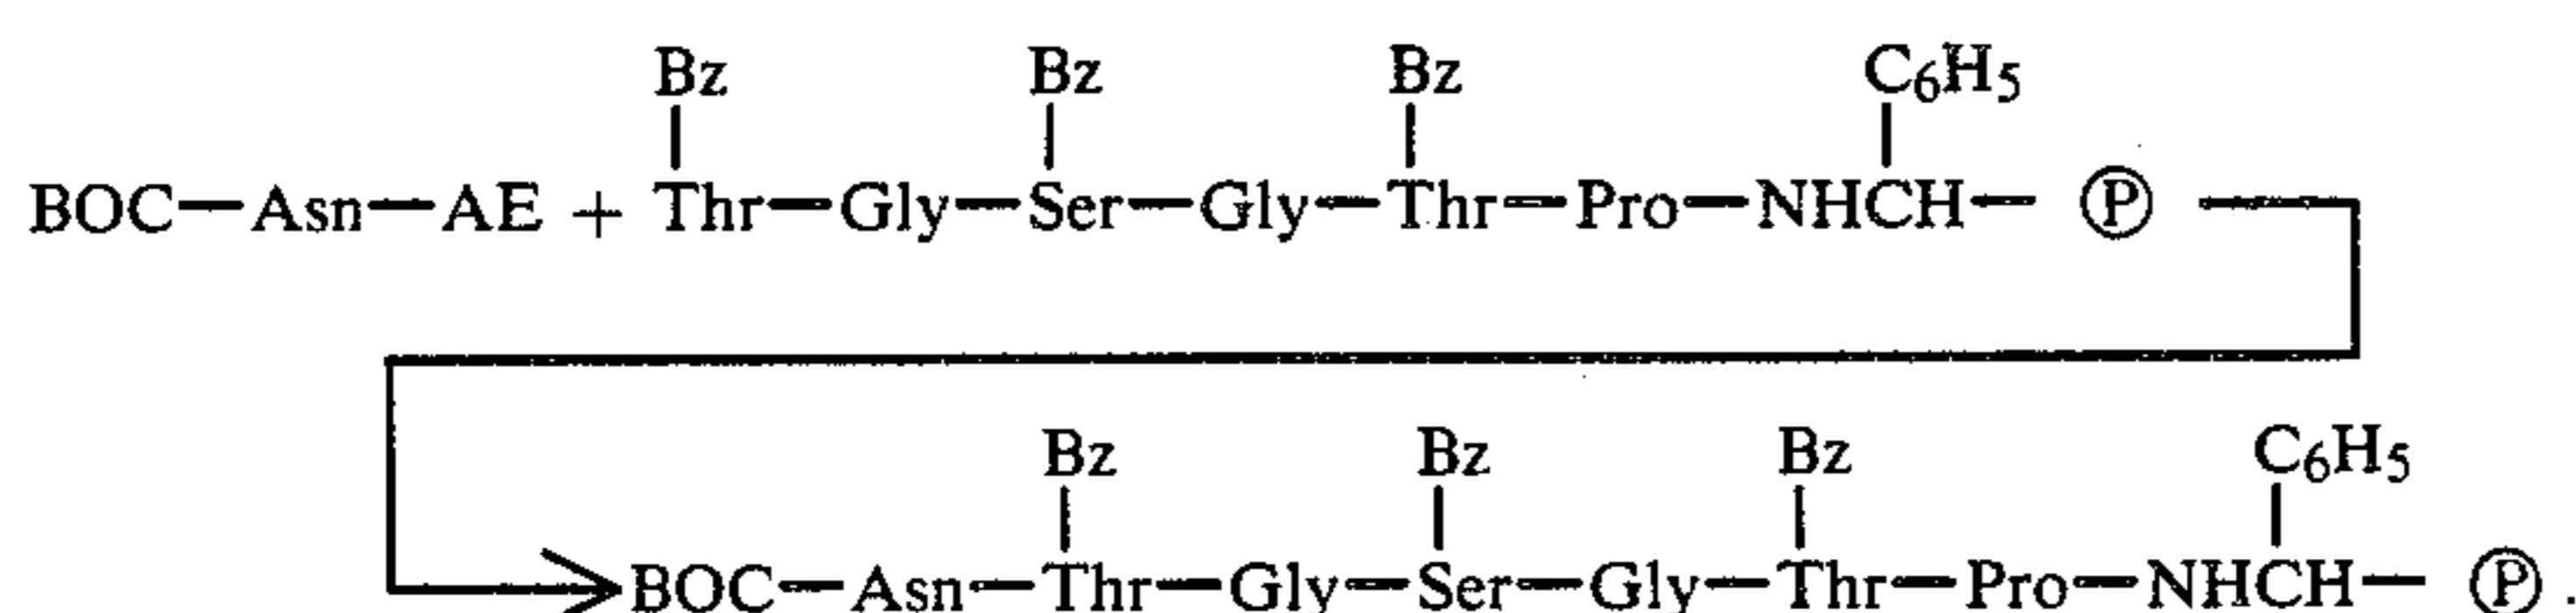 Bz Bz Bz C6H5
BOC—Asn—AE + Thr—Gly—Ser—Gly—Thr—Pro—NHCH— Ⓟ
Bz Bz Bz C6H5
BOC—Asn—Thr—Gly—Ser—Gly—Thr—Pro—NHCH— Ⓟ.